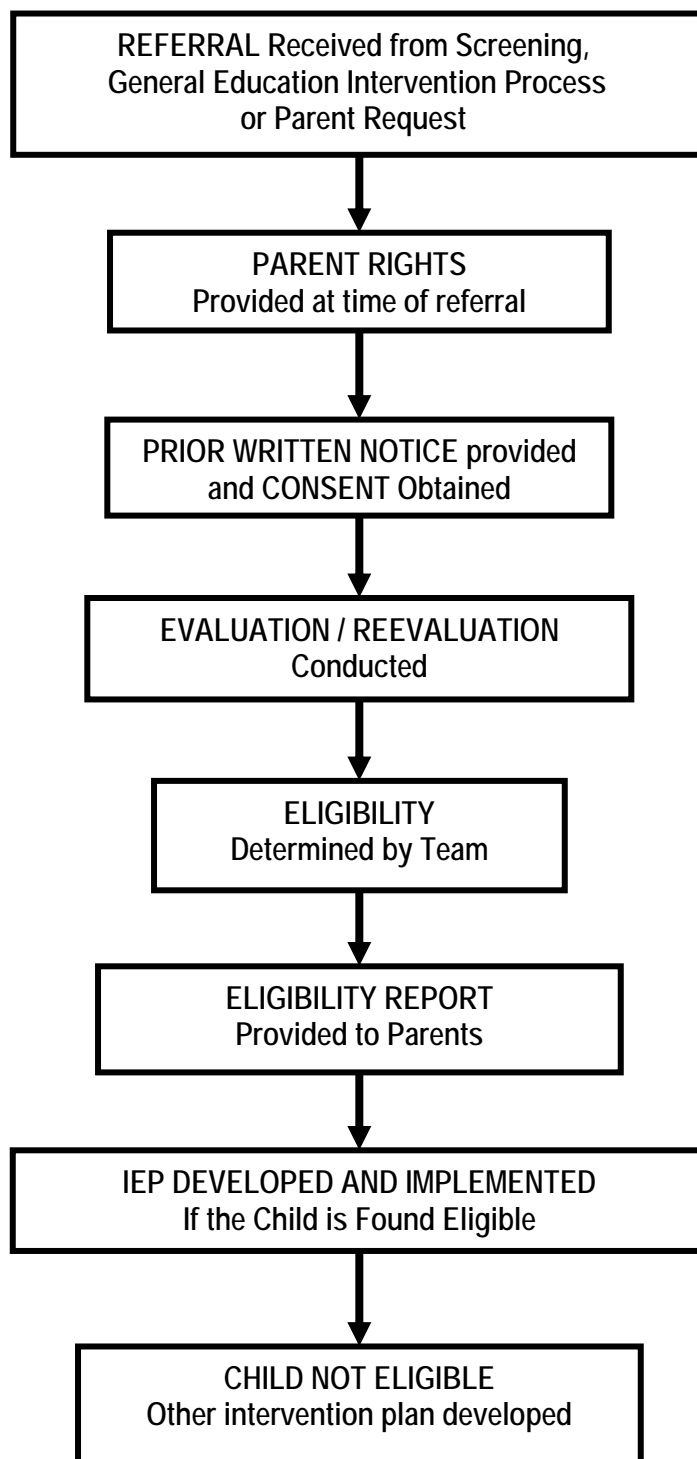 REFERRAL Received from Screening,
General Education Intervention Process
or Parent Request
PARENT RIGHTS
Provided at time of referral
PRIOR WRITTEN NOTICE provided
and CONSENT Obtained
EVALUATION / REEVALUATION
Conducted
ELIGIBILITY
Determined by Team
ELIGIBILITY REPORT
Provided to Parents
IEP DEVELOPED AND IMPLEMENTED
If the Child is Found Eligible
CHILD NOT ELIGIBLE
Other intervention plan developed